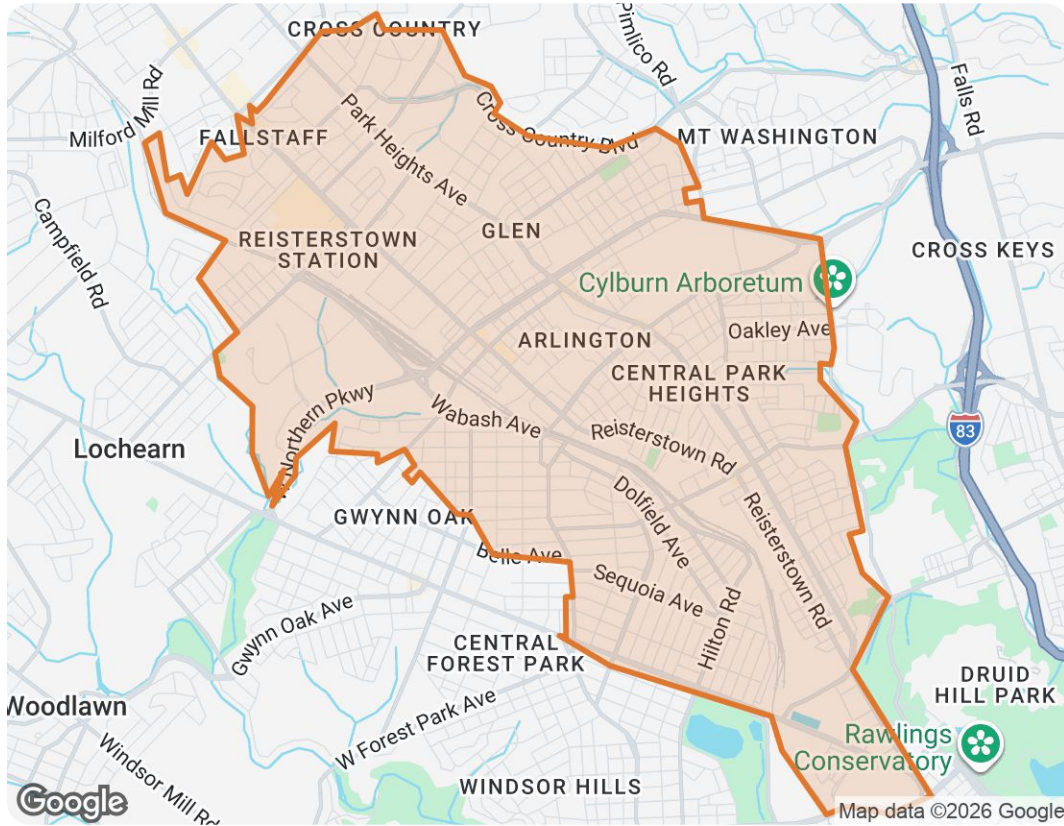 CROSS COUNTRY
Pimlico Rd
Falls Rd
Milford Mill Rd
FALLSTAFF
Park Heights Ave
Cross Country Blvd
MT WASHINGTON
Campfield Rd
REISTERSTOWN
STATION
GLEN
CROSS KEYS
Cylburn Arboretum
Oakley Ave
ARLINGTON
CENTRAL PARK
HEIGHTS
Northern Pkwy
Wabash Ave
Reisterstown Rd
83
Lochearn
GWYNN OAK
Dolfield Ave
Reisterstown Rd
Belle Ave
Sequoia Ave
Hilton Rd
Gwynn Oak Ave
CENTRAL
FOREST PARK
DRUID
HILL PARK
Woodlawn
W Forest Park Ave
Rawlings
Conservatory
Windsor Mill Rd
WINDSOR HILLS
Google
Map data ©2026 Google